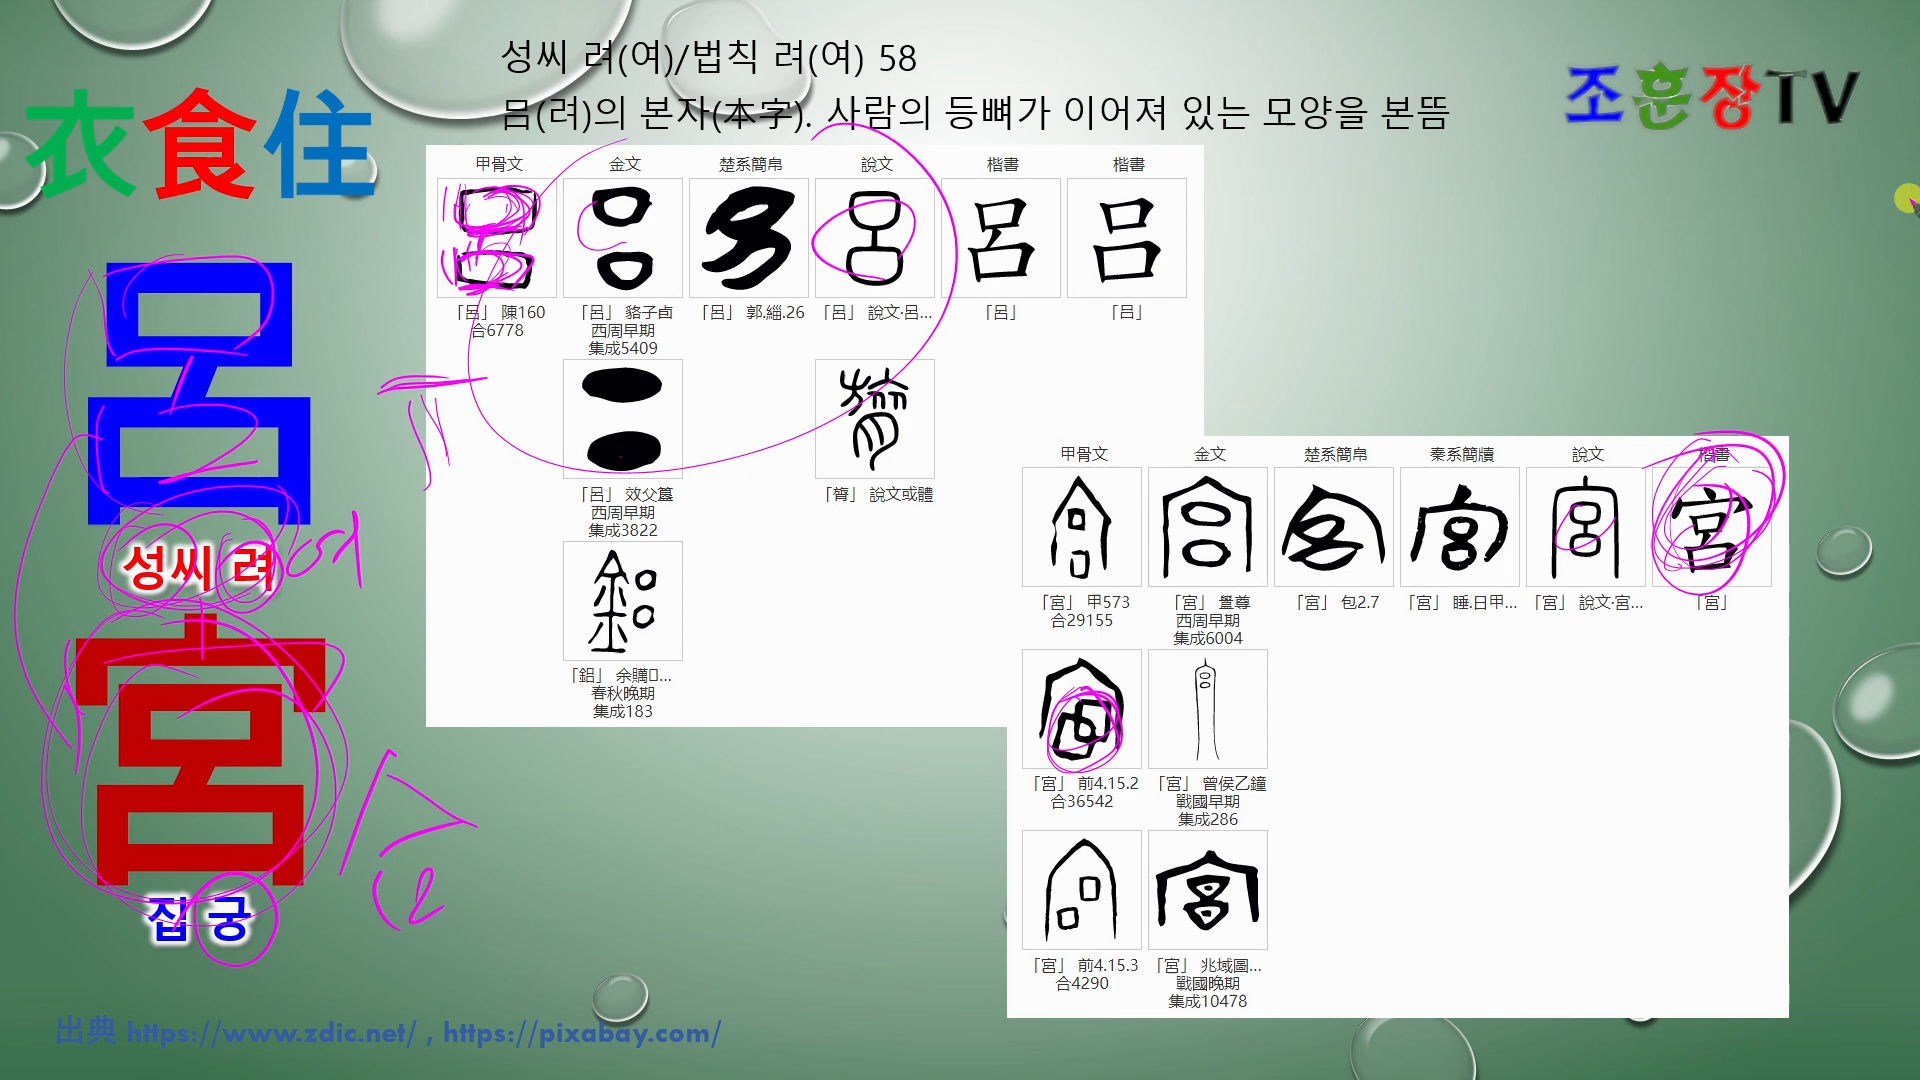 성씨 려(여)/법칙 려(여) 58
吕(려)의 본자(本字). 사람의 등뼈가 이어져 있는 모양을 본뜸
조훈장TV
衣食住
呂
성씨 려
여
宮
집 궁
甲骨文 金文 楚系簡帛 說文 楷書 楷書
「呂」 陳160
合6778
「呂」 貉子卣
西周早期
集成5409
「呂」 郭.緇.26
「呂」 說文·呂...
「呂」
「吕」
「呂」 效父簋
西周早期
集成3822
「膂」 說文或體
「鋁」
春秋晚期
集成183
甲骨文 金文 楚系簡帛 秦系簡牘 說文 楷書
「宮」 甲573
合29155
「宮」 盠尊
西周早期
集成6004
「宮」 包2.7
「宮」 睡.日甲...
「宮」 說文·宮...
「宮」
「宮」 前4.15.2
合36542
「宮」 曾侯乙鐘
戰國早期
集成286
「宮」 前4.15.3
合4290
「宮」 兆域圖...
戰國晚期
集成10478
出典 https://www.zdic.net/ , https://pixabay.com/